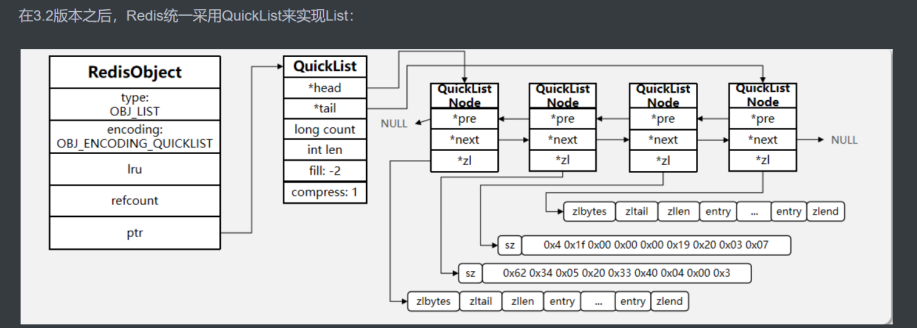 在3.2版本之后，Redis统一采用QuickList来实现List：
RedisObject
type:
OBJ_LIST
encoding:
OBJ_ENCODING_QUICKLIST
lru
refcount
ptr
QuickList
*head
*tail
long count
int len
fill: -2
compress: 1
NULL
QuickList
Node
*pre
*next
*zl
QuickList
Node
*pre
*next
*zl
QuickList
Node
*pre
*next
*zl
QuickList
Node
*pre
*next
*zl
NULL
zlbytes zltail zllen entry ... entry zlend
sz 0x4 0x1f 0x00 0x00 0x00 0x19 0x20 0x03 0x07
sz 0x62 0x34 0x05 0x20 0x33 0x40 0x04 0x00 0x3
zlbytes zltail zllen entry ... entry zlend